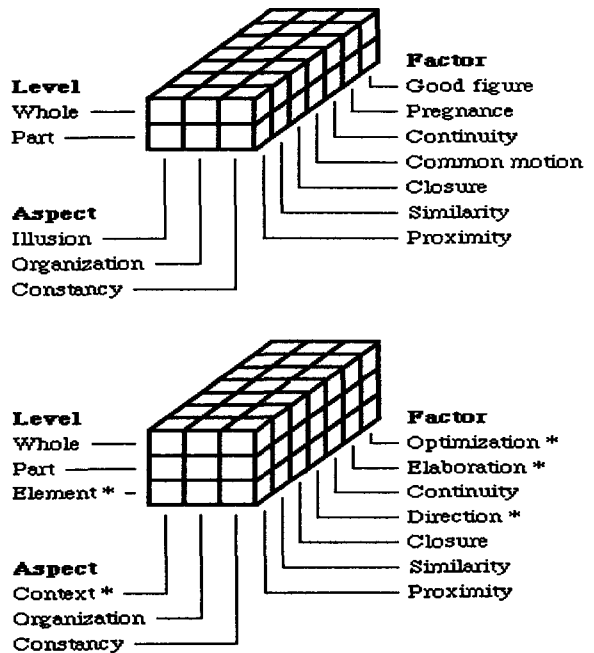 Level
Whole
Part
Aspect
Illusion
Organization
Constancy
Factor
Good figure
Pregnance
Continuity
Common motion
Closure
Similarity
Proximity
Level
Whole
Part
Element *
Aspect
Context *
Organization
Constancy
Factor
Optimization *
Elaboration *
Continuity
Direction *
Closure
Similarity
Proximity